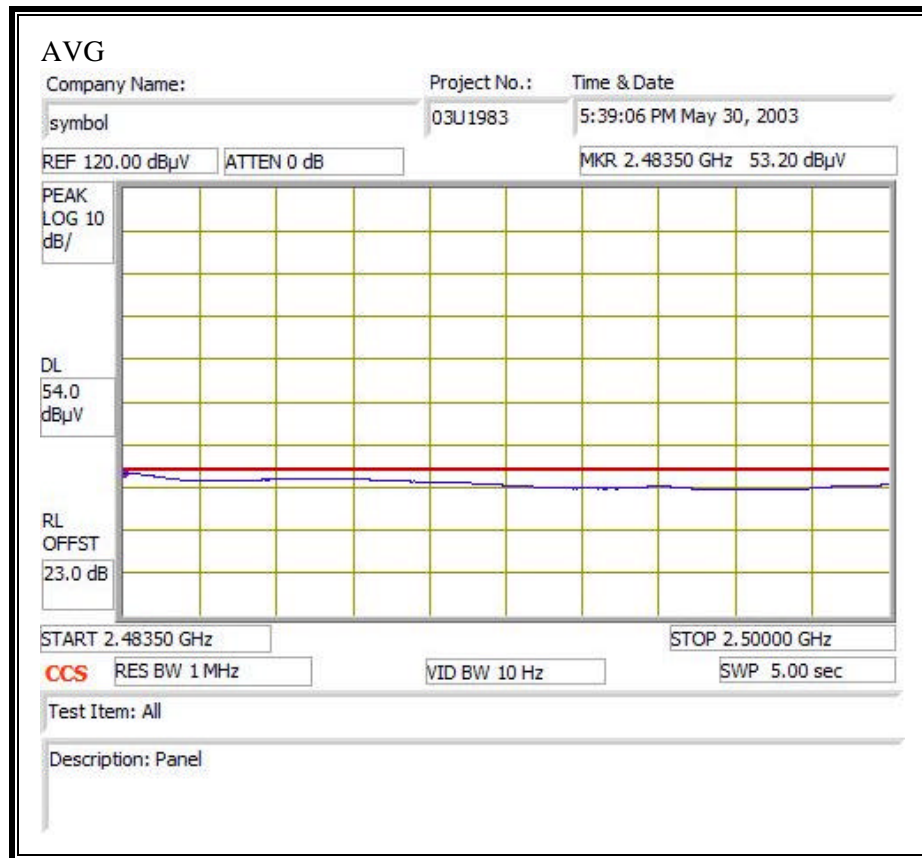 AVG
Company Name: Project No.: Time & Date
symbol 03U1983 5:39:06 PM May 30, 2003
REF 120.00 dBµV ATTEN 0 dB MKR 2.48350 GHz 53.20 dBµV
PEAK
LOG 10
dB/
DL
54.0
dBµV
RL
OFFST
23.0 dB
START 2.48350 GHz STOP 2.50000 GHz
CCS RES BW 1 MHz VID BW 10 Hz SWP 5.00 sec
Test Item: All
Description: Panel